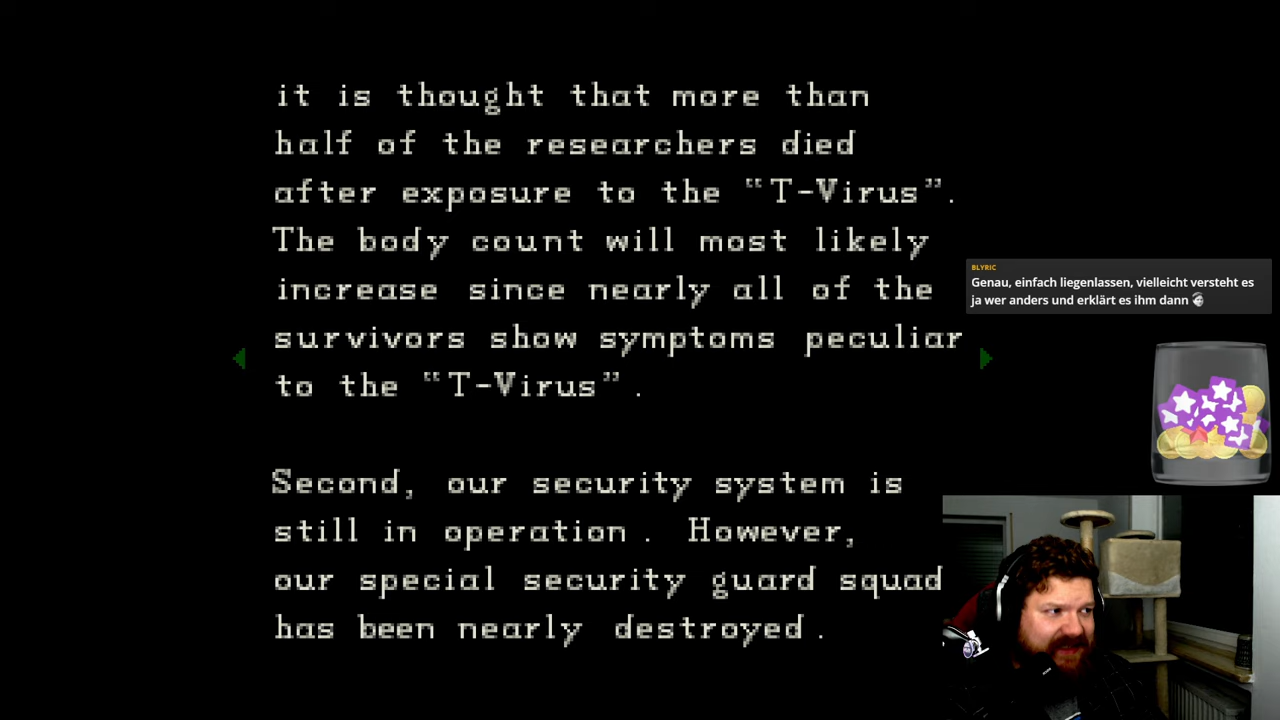 it is thought that more than
half of the researchers died
after exposure to the “T-Virus”.
The body count will most likely
increase since nearly all of the
survivors show symptoms peculiar
to the “T-Virus” .
Second, our security system is
still in operation . However,
our special security guard squad
has been nearly destroyed .
BLYRIC
Genau, einfach liegenlassen, vielleicht versteht es
ja wer anders und erklärt es ihm dann